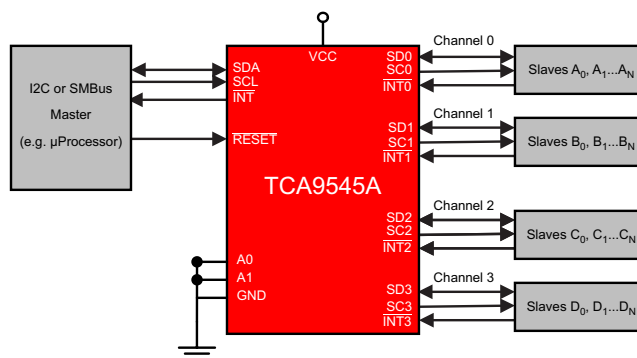 VCC
I2C or SMBus
Master
(e.g. µProcessor)
SDA
SCL
INT
RESET
TCA9545A
A0
A1
GND
Channel 0
SD0
SC0
INT0
Slaves A0, A1...AN
Channel 1
SD1
SC1
INT1
Slaves B0, B1...BN
Channel 2
SD2
SC2
INT2
Slaves C0, C1...CN
Channel 3
SD3
SC3
INT3
Slaves D0, D1...DN